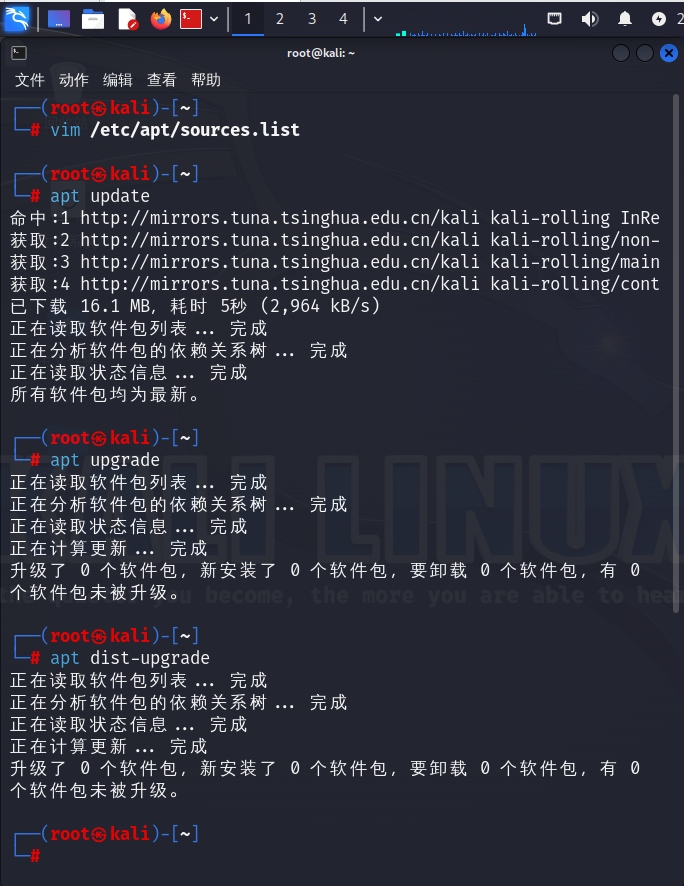 1 2 3 4
2
root@kali: ~
文件 动作 编辑 查看 帮助
┌──(root㉿kali)-[~]
└─# vim /etc/apt/sources.list
┌──(root㉿kali)-[~]
└─# apt update
命中:1 http://mirrors.tuna.tsinghua.edu.cn/kali kali-rolling InRe
获取:2 http://mirrors.tuna.tsinghua.edu.cn/kali kali-rolling/non-
获取:3 http://mirrors.tuna.tsinghua.edu.cn/kali kali-rolling/main
获取:4 http://mirrors.tuna.tsinghua.edu.cn/kali kali-rolling/cont
已下载 16.1 MB, 耗时 5秒 (2,964 kB/s)
正在读取软件包列表... 完成
正在分析软件包的依赖关系树... 完成
正在读取状态信息... 完成
所有软件包均为最新。
┌──(root㉿kali)-[~]
└─# apt upgrade
正在读取软件包列表... 完成
正在分析软件包的依赖关系树... 完成
正在读取状态信息... 完成
正在计算更新... 完成
升级了 0 个软件包，新安装了 0 个软件包，要卸载 0 个软件包，有 0
个软件包未被升级。
┌──(root㉿kali)-[~]
└─# apt dist-upgrade
正在读取软件包列表... 完成
正在分析软件包的依赖关系树... 完成
正在读取状态信息... 完成
正在计算更新... 完成
升级了 0 个软件包，新安装了 0 个软件包，要卸载 0 个软件包，有 0
个软件包未被升级。
┌──(root㉿kali)-[~]
└─#